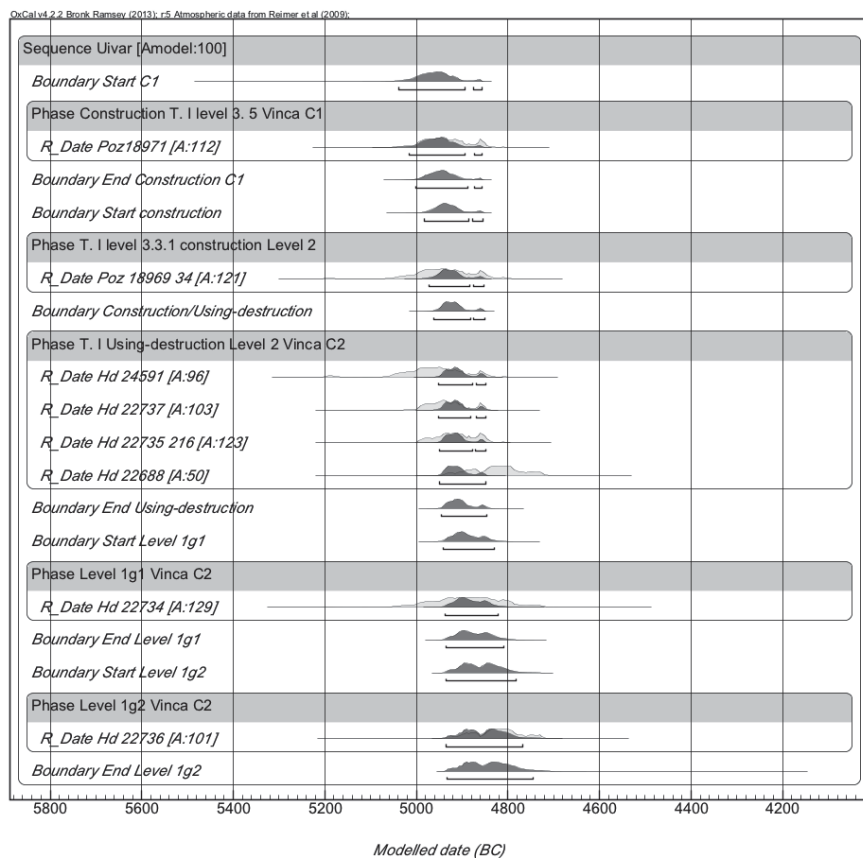 OxCal v4.2.2 Bronk Ramsey (2013); r:5 Atmospheric data from Reimer et al (2009);
Sequence Uivar [Amodel:100]
Boundary Start C1
Phase Construction T. I level 3. 5 Vinca C1
R_Date Poz18971 [A:112]
Boundary End Construction C1
Boundary Start construction
Phase T. I level 3.3.1 construction Level 2
R_Date Poz 18969 34 [A:121]
Boundary Construction/Using-destruction
Phase T. I Using-destruction Level 2 Vinca C2
R_Date Hd 24591 [A:96]
R_Date Hd 22737 [A:103]
R_Date Hd 22735 216 [A:123]
R_Date Hd 22688 [A:50]
Boundary End Using-destruction
Boundary Start Level 1g1
Phase Level 1g1 Vinca C2
R_Date Hd 22734 [A:129]
Boundary End Level 1g1
Boundary Start Level 1g2
Phase Level 1g2 Vinca C2
R_Date Hd 22736 [A:101]
Boundary End Level 1g2
5800 5600 5400 5200 5000 4800 4600 4400 4200
Modelled date (BC)